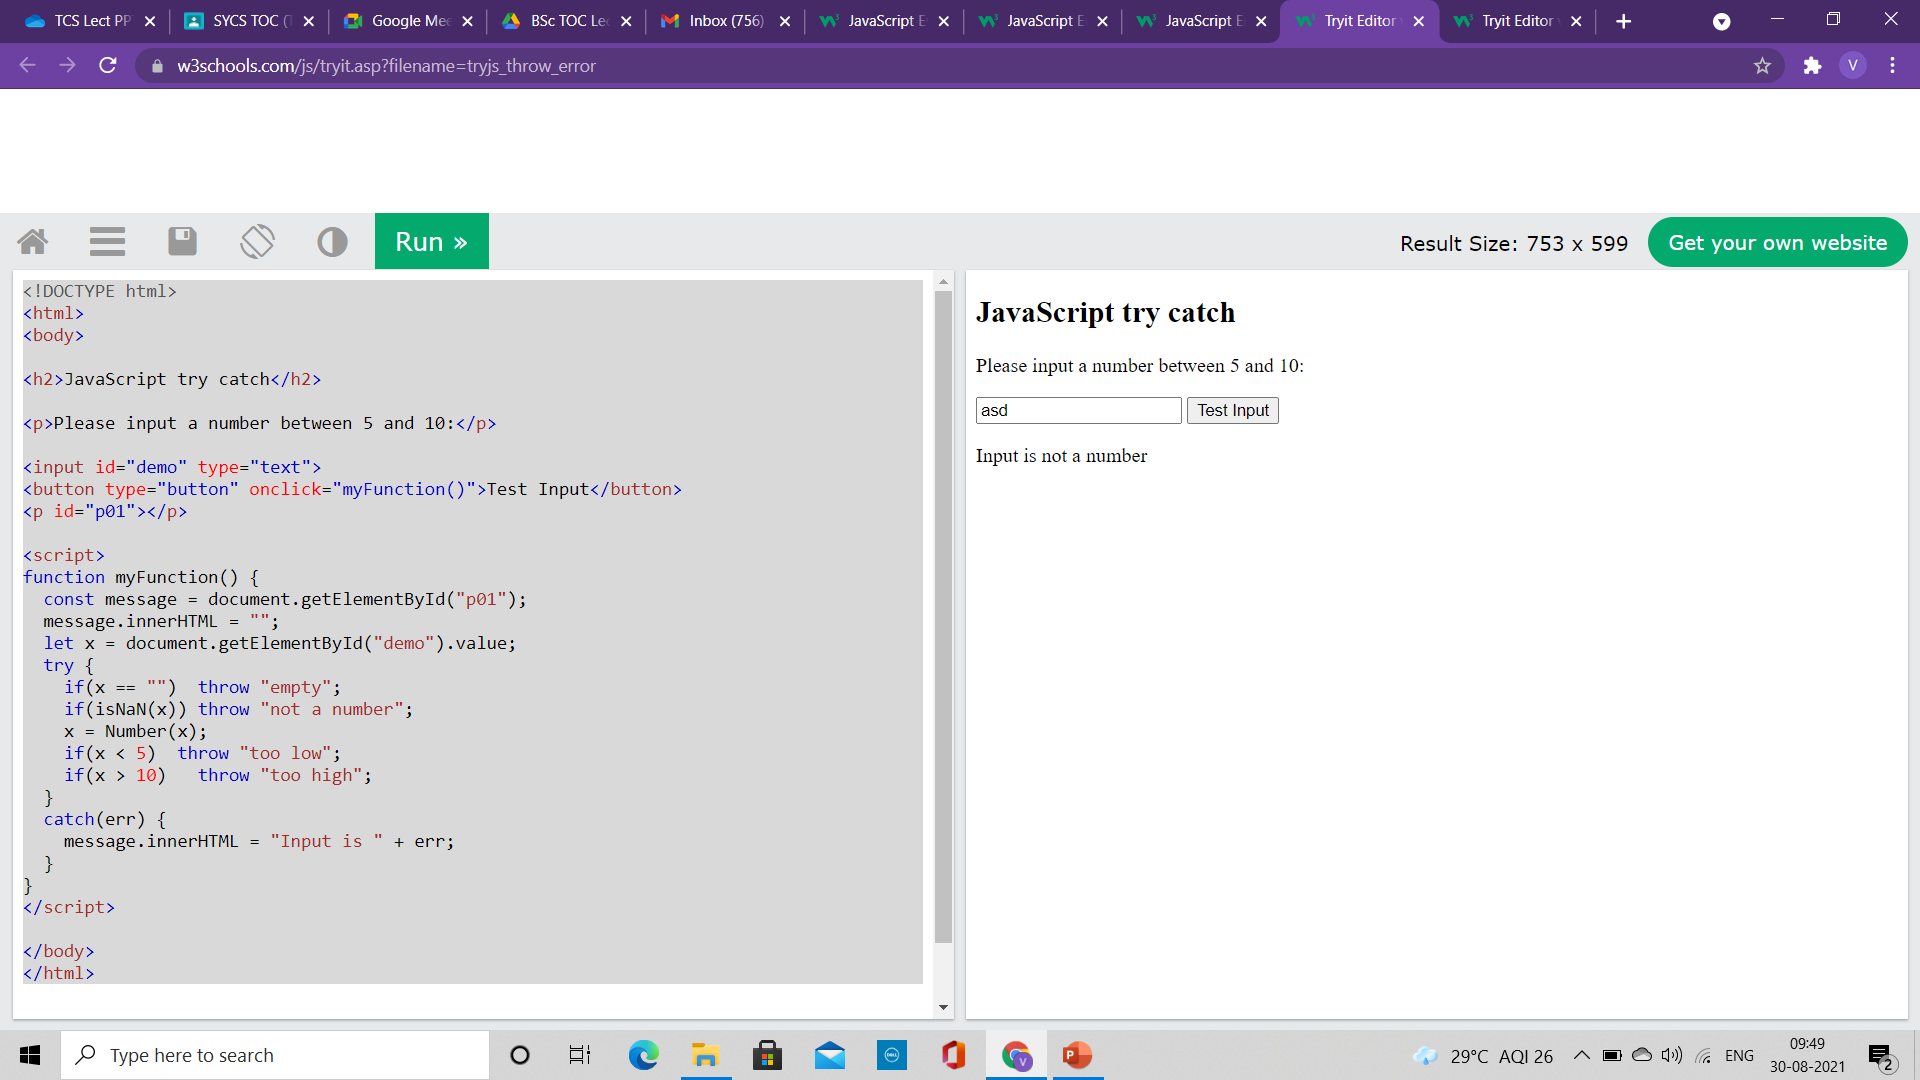 TCS Lect PP
SYCS TOC (T
Google Mee
BSc TOC Lec
Inbox (756)
JavaScript E
JavaScript E
JavaScript E
Tryit Editor
Tryit Editor
w3schools.com/js/tryit.asp?filename=tryjs_throw_error
V
Run »
Result Size: 753 x 599
Get your own website
<!DOCTYPE html>
<html>
<body>
<h2>JavaScript try catch</h2>
<p>Please input a number between 5 and 10:</p>
<input id="demo" type="text">
<button type="button" onclick="myFunction()">Test Input</button>
<p id="p01"></p>
<script>
function myFunction() {
const message = document.getElementById("p01");
message.innerHTML = "";
let x = document.getElementById("demo").value;
try {
if(x == "")  throw "empty";
if(isNaN(x)) throw "not a number";
x = Number(x);
if(x < 5)  throw "too low";
if(x > 10)   throw "too high";
}
catch(err) {
message.innerHTML = "Input is " + err;
}
}
</script>
</body>
</html>
JavaScript try catch
Please input a number between 5 and 10:
asd
Test Input
Input is not a number
Type here to search
29°C AQI 26
ENG
09:49
30-08-2021
2